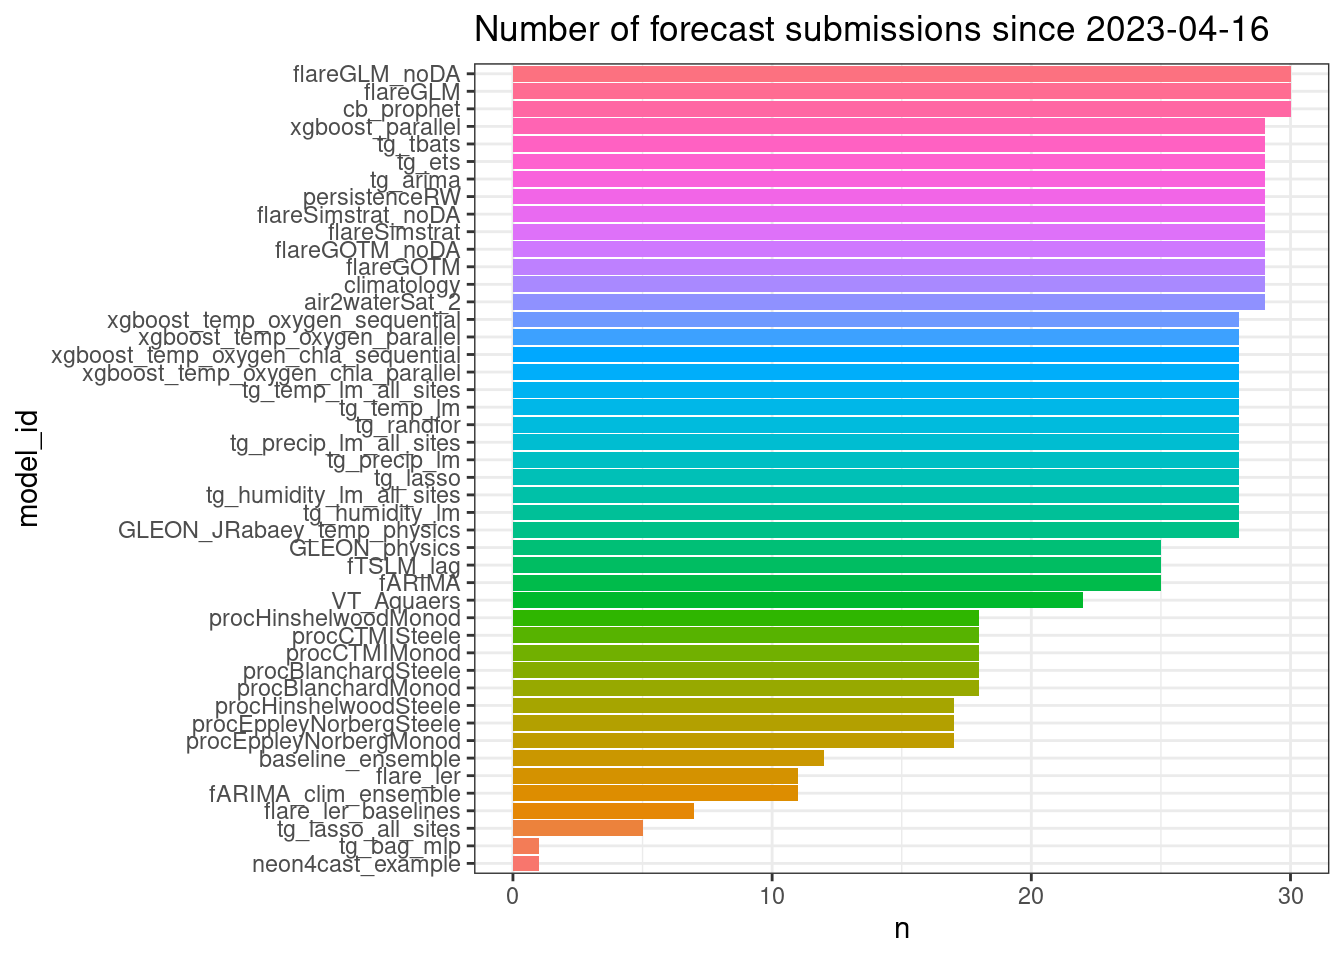 Number of forecast submissions since 2023-04-16
flareGLM_noDA
flareGLM
cb_prophet
xgboost_parallel
tg_tbats
tg_ets
tg_arima
persistenceRW
flareSimstrat_noDA
flareSimstrat
flareGOTM_noDA
flareGOTM
climatology
air2waterSat_2
xgboost_temp_oxygen_sequential
xgboost_temp_oxygen_parallel
xgboost_temp_oxygen_chla_sequential
xgboost_temp_oxygen_chla_parallel
tg_temp_lm_all_sites
tg_temp_lm
tg_randfor
tg_precip_lm_all_sites
tg_precip_lm
tg_lasso
tg_humidity_lm_all_sites
tg_humidity_lm
GLEON_JRabaey_temp_physics
GLEON_physics
fTSLM_lag
fARIMA
VT_Aquaers
procHinshelwoodMonod
procCTMISteele
procCTMIMonod
procBlanchardSteele
procBlanchardMonod
procHinshelwoodSteele
procEppleyNorbergSteele
procEppleyNorbergMonod
baseline_ensemble
flare_ler
fARIMA_clim_ensemble
flare_ler_baselines
tg_lasso_all_sites
tg_bag_mlp
neon4cast_example
model_id
0 10 20 30
n